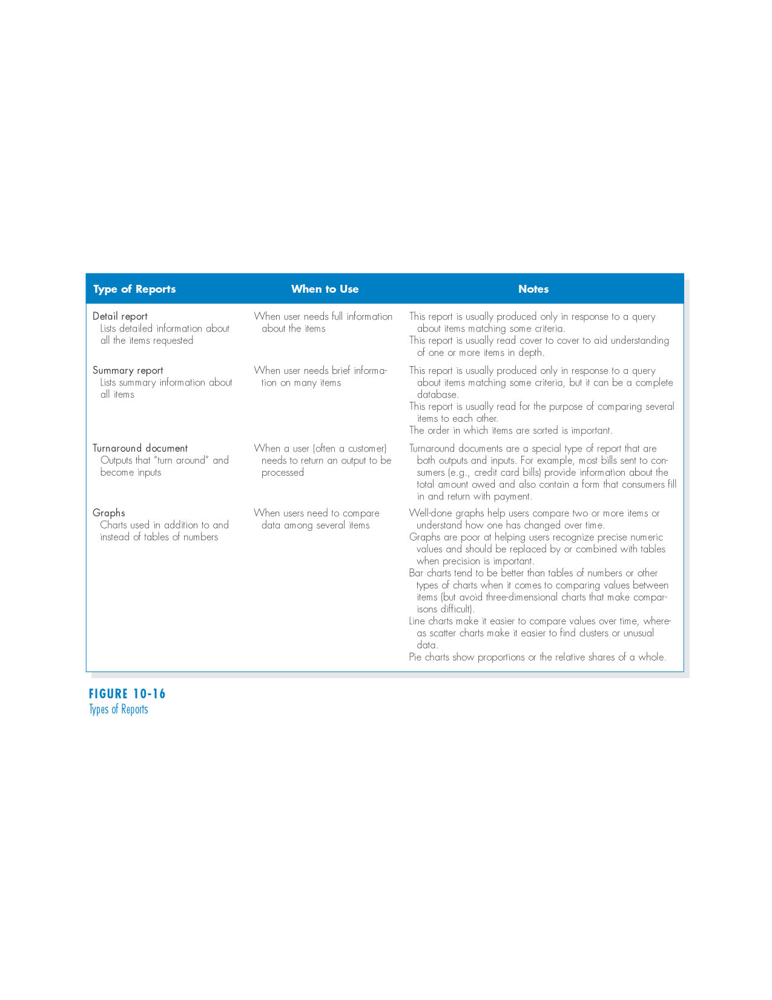 Type of Reports When to Use Notes
Detail report
Lists detailed information about
all the items requested
When user needs full information
about the items
This report is usually produced only in response to a query
about items matching some criteria.
This report is usually read cover to cover to aid understanding
of one or more items in depth.
Summary report
Lists summary information about
all items
When user needs brief informa-
tion on many items
This report is usually produced only in response to a query
about items matching some criteria, but it can be a complete
database.
This report is usually read for the purpose of comparing several
items to each other.
The order in which items are sorted is important.
Turnaround document
Outputs that “turn around” and
become inputs
When a user (often a customer)
needs to return an output to be
processed
Turnaround documents are a special type of report that are
both outputs and inputs. For example, most bills sent to con-
sumers (e.g., credit card bills) provide information about the
total amount owed and also contain a form that consumers fill
in and return with payment.
Graphs
Charts used in addition to and
instead of tables of numbers
When users need to compare
data among several items
Well-done graphs help users compare two or more items or
understand how one has changed over time.
Graphs are poor at helping users recognize precise numeric
values and should be replaced by or combined with tables
when precision is important.
Bar charts tend to be better than tables of numbers or other
types of charts when it comes to comparing values between
items (but avoid three-dimensional charts that make compar-
isons difficult).
Line charts make it easier to compare values over time, where-
as scatter charts make it easier to find clusters or unusual
data.
Pie charts show proportions or the relative shares of a whole.
FIGURE 10-16
Types of Reports